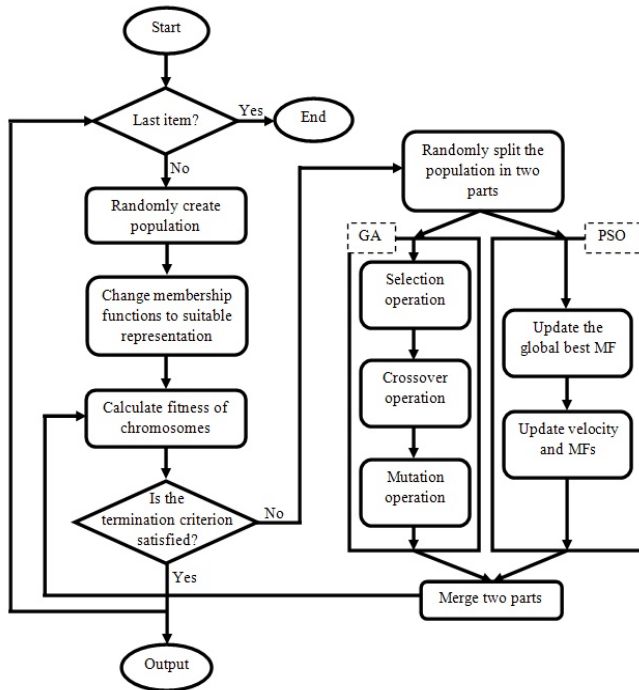 Start
Last item?
Yes
End
No
Randomly create
population
Change membership
functions to suitable
representation
Calculate fitness of
chromosomes
Is the
termination criterion
satisfied?
No
Yes
Output
Randomly split the
population in two
parts
GA
PSO
Selection
operation
Crossover
operation
Mutation
operation
Update the
global best MF
Update velocity
and MFs
Merge two parts